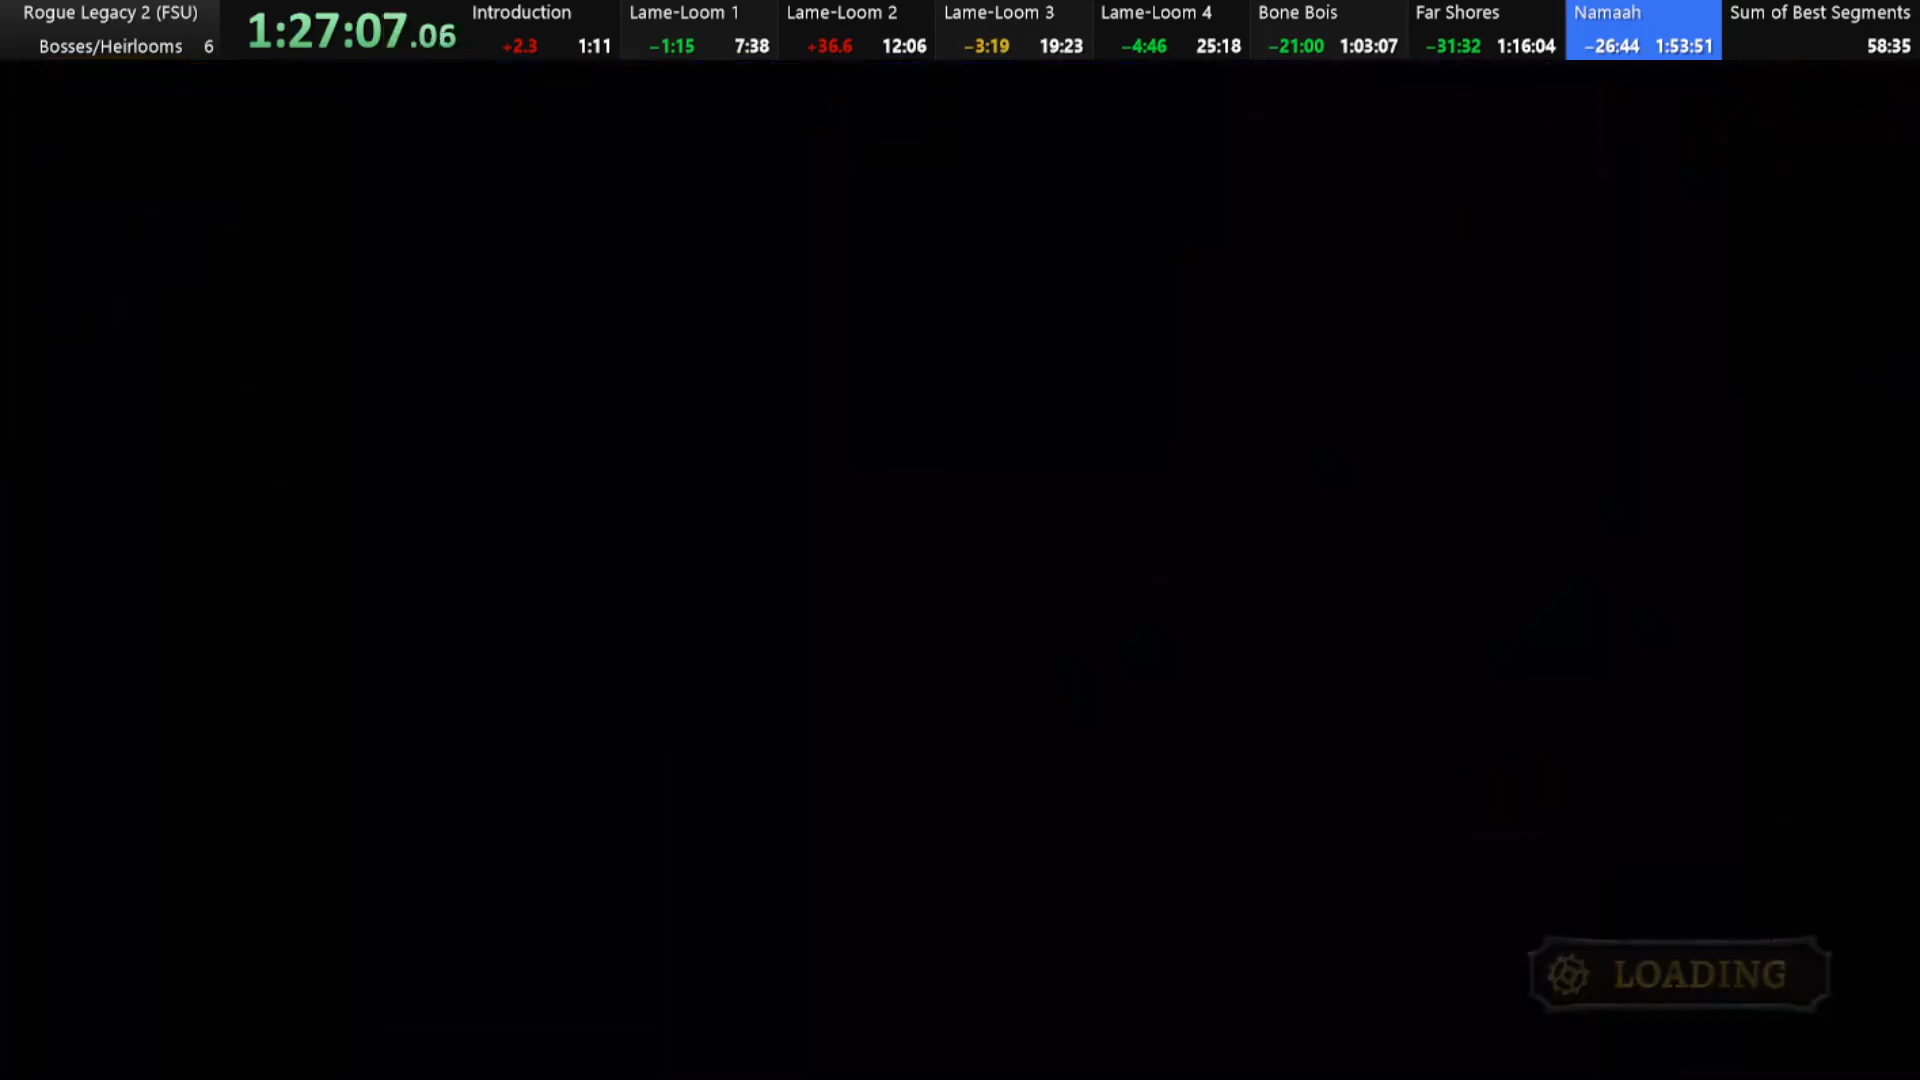 Rogue Legacy 2 (FSU)
Bosses/Heirlooms 6
1:27:07.06
Introduction
+2.3 1:11
Lame-Loom 1
−1:15 7:38
Lame-Loom 2
+36.6 12:06
Lame-Loom 3
−3:19 19:23
Lame-Loom 4
−4:46 25:18
Bone Bois
−21:00 1:03:07
Far Shores
−31:32 1:16:04
Namaah
−26:44 1:53:51
Sum of Best Segments
58:35
LOADING